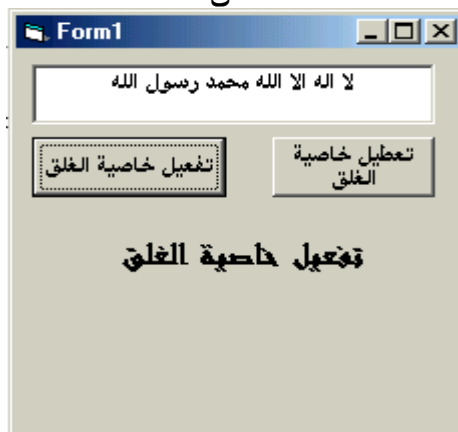 Form1
لا اله الا الله محمد رسول الله
تعطيل خاصية
الغلق
تفعيل خاصية الغلق
تفعيل خاصية الغلق